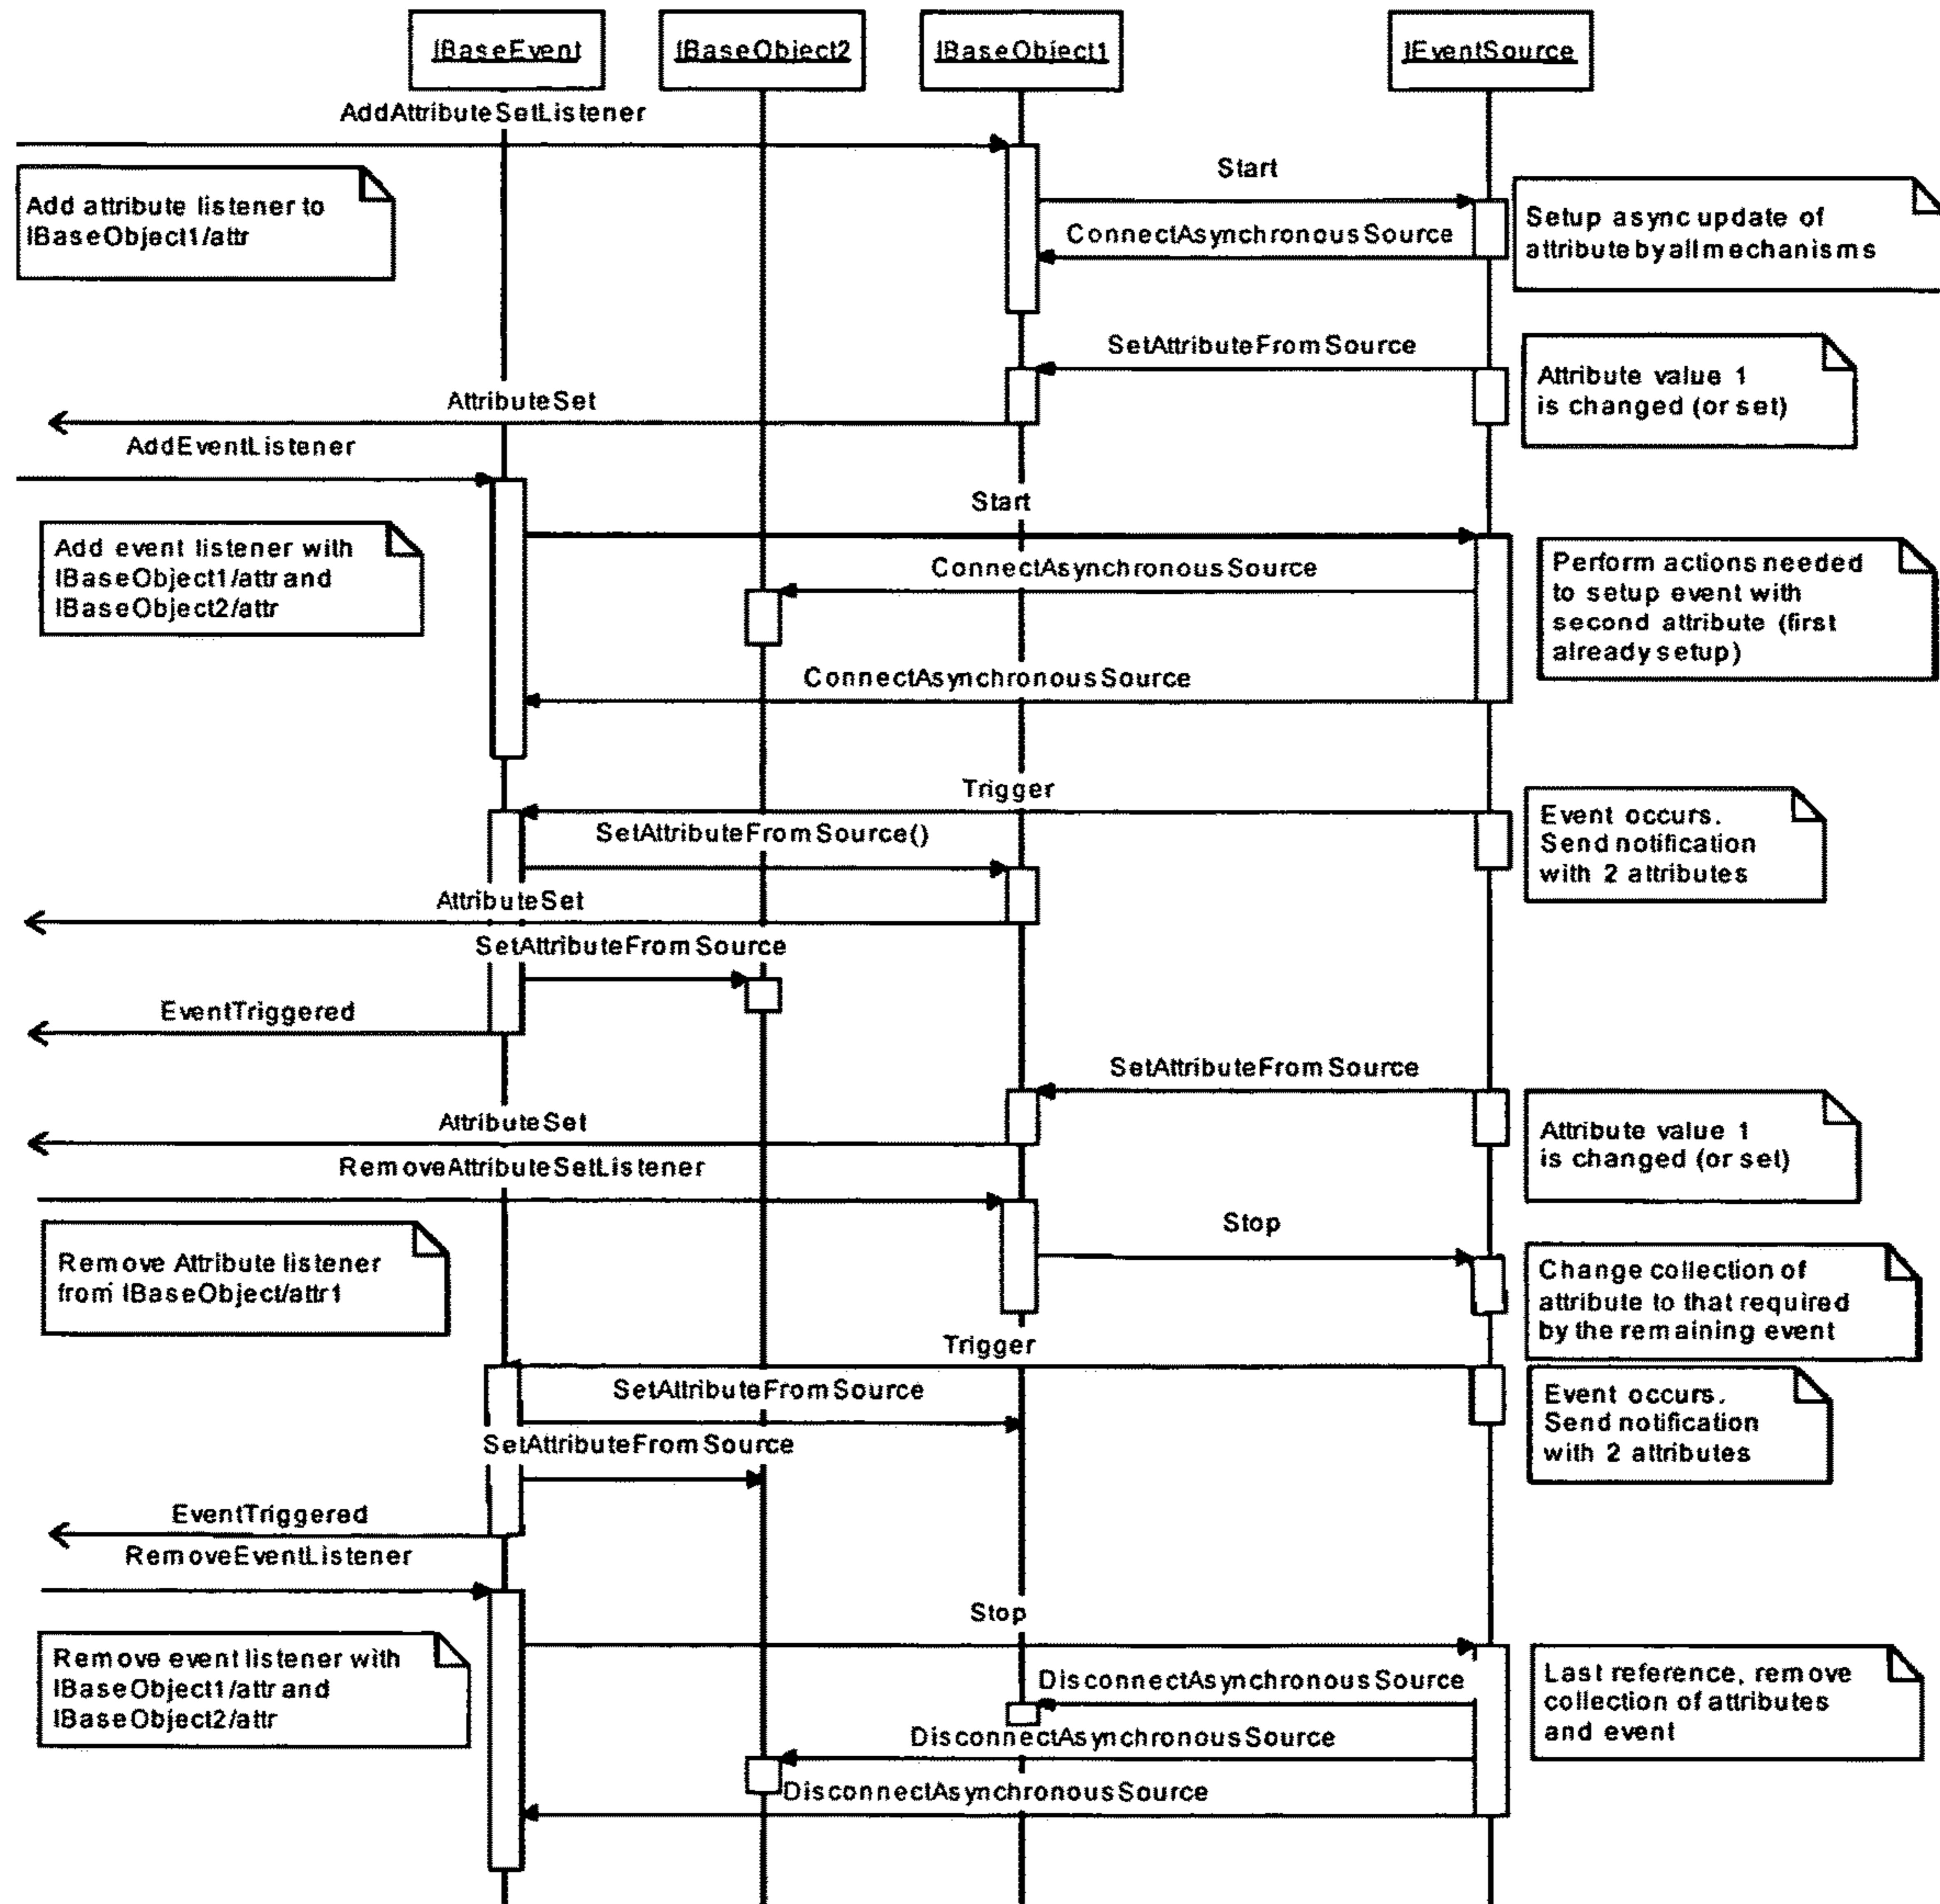 IBaseEvent
IBaseObject2
IBaseObject1
IEventSource
AddAttributeSetListener
Add attribute listener to
IBaseObject1/attr
Start
ConnectAsynchronousSource
Setup async update of
attribute by all mechanisms
SetAttributeFromSource
Attribute value 1
is changed (or set)
AttributeSet
AddEventListener
Start
Add event listener with
IBaseObject1/attr and
IBaseObject2/attr
ConnectAsynchronousSource
Perform actions needed
to setup event with
second attribute (first
already setup)
ConnectAsynchronousSource
Trigger
Event occurs.
Send notification
with 2 attributes
SetAttributeFromSource()
AttributeSet
SetAttributeFromSource
EventTriggered
SetAttributeFromSource
AttributeSet
Attribute value 1
is changed (or set)
RemoveAttributeSetListener
Stop
Remove Attribute listener
from IBaseObject/attr1
Change collection of
attribute to that required
by the remaining event
Trigger
SetAttributeFromSource
Event occurs.
Send notification
with 2 attributes
SetAttributeFromSource
EventTriggered
RemoveEventListener
Stop
Remove event listener with
IBaseObject1/attr and
IBaseObject2/attr
DisconnectAsynchronousSource
Last reference, remove
collection of attributes
and event
DisconnectAsynchronousSource
DisconnectAsynchronousSource